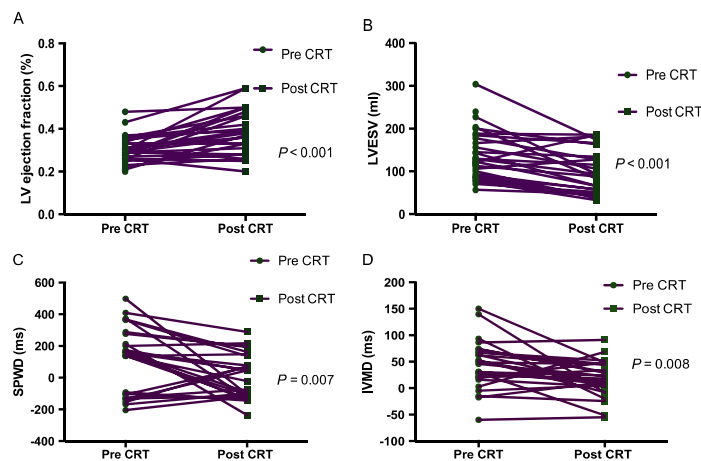 A
LV ejection fraction (%)
0.8
0.6
0.4
0.2
0.0
Pre CRT
Post CRT
Pre CRT
Post CRT
P < 0.001
B
LVESV (ml)
400
300
200
100
0
Pre CRT
Post CRT
Pre CRT
Post CRT
P < 0.001
C
SPWD (ms)
600
400
200
0
-200
-400
Pre CRT
Post CRT
Pre CRT
Post CRT
P = 0.007
D
IVMD (ms)
200
150
100
50
0
-50
-100
Pre CRT
Post CRT
Pre CRT
Post CRT
P = 0.008